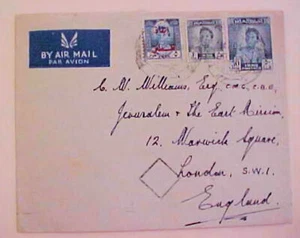 BY AIR MAIL
PAR AVION
C. W. Williams, Esq., C.M.G., C.B.E.,
Jerusalem & The East Mission,
12. Warwick Square,
London, S.W.1.
England.